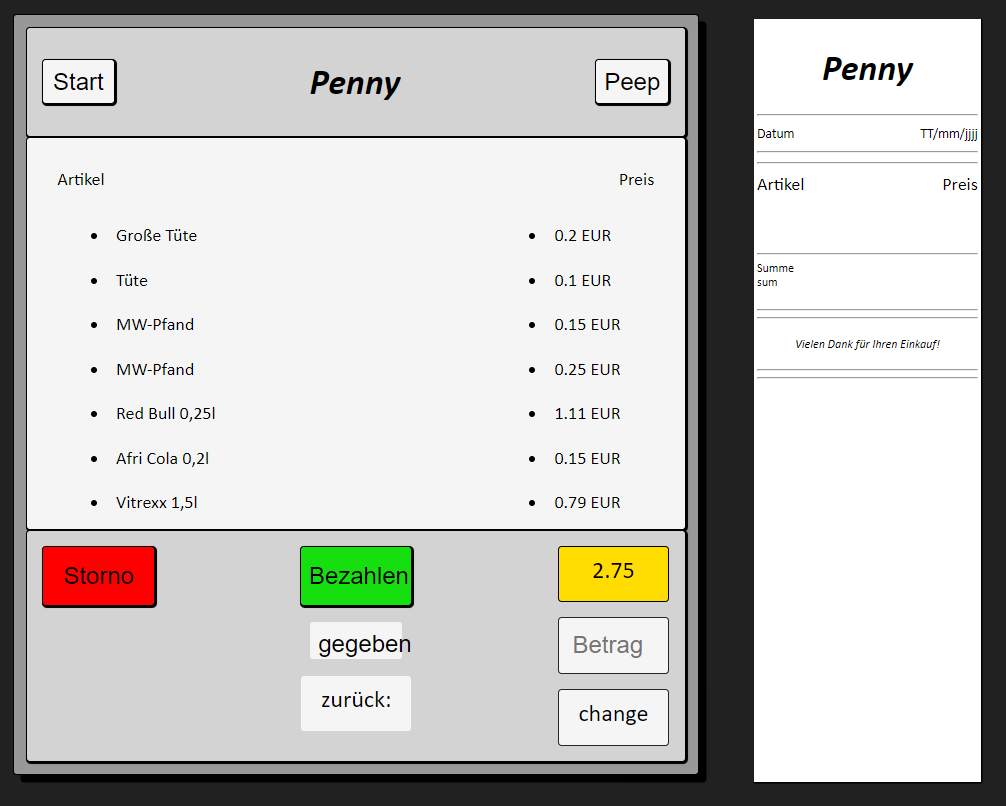 Start Penny Peep
Artikel Preis
Große Tüte 0.2 EUR
Tüte 0.1 EUR
MW-Pfand 0.15 EUR
MW-Pfand 0.25 EUR
Red Bull 0,25l 1.11 EUR
Afri Cola 0,2l 0.15 EUR
Vitrexx 1,5l 0.79 EUR
Storno Bezahlen 2.75
gegeben Betrag
zurück: change
Penny
Datum TT/mm/jjjj
Artikel Preis
Summe
sum
Vielen Dank für Ihren Einkauf!